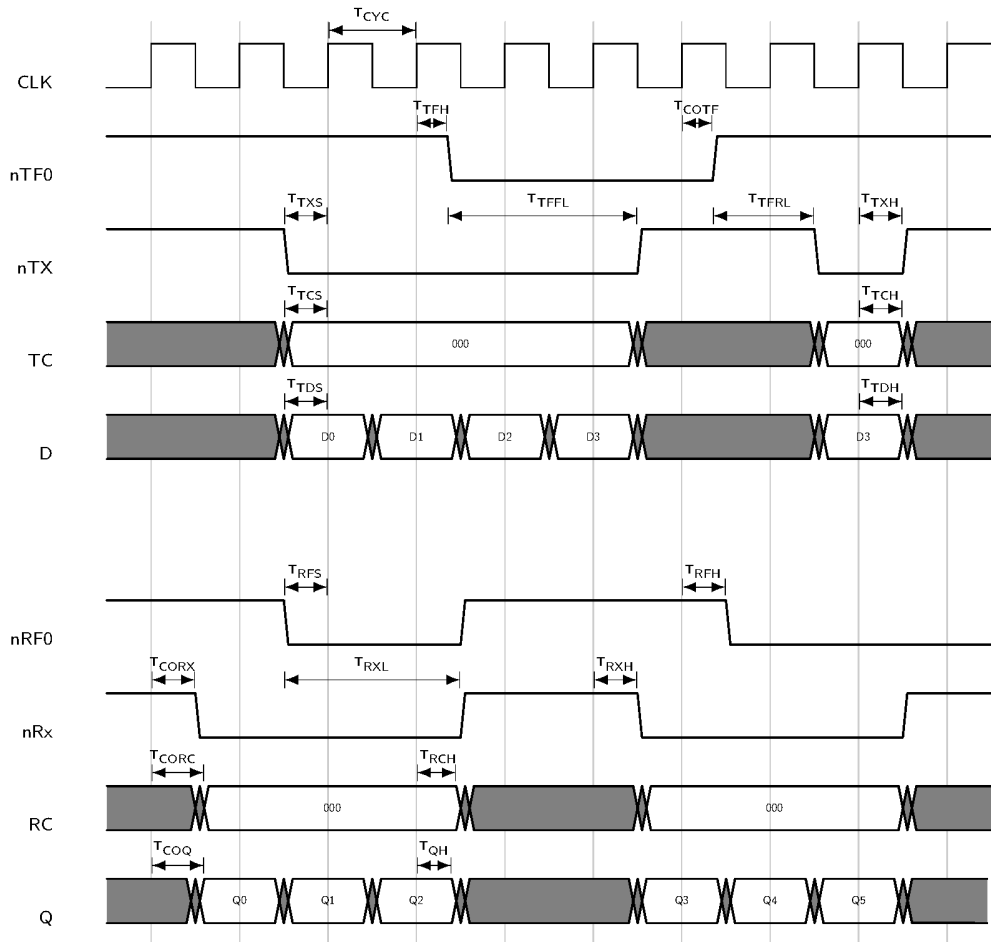 TCYC
CLK
TTFH TCOTF
nTF0
TTXS TTFFL TTFRL TTXH
nTX
TTCS TTCH
000 000
TC
TTDS TTDH
D0 D1 D2 D3 D3
D
TRFS TRFH
nRF0
TCORX TRXL TRXH
nRx
TCORC TRCH
000 000
RC
TCOQ TQH
Q0 Q1 Q2 Q3 Q4 Q5
Q